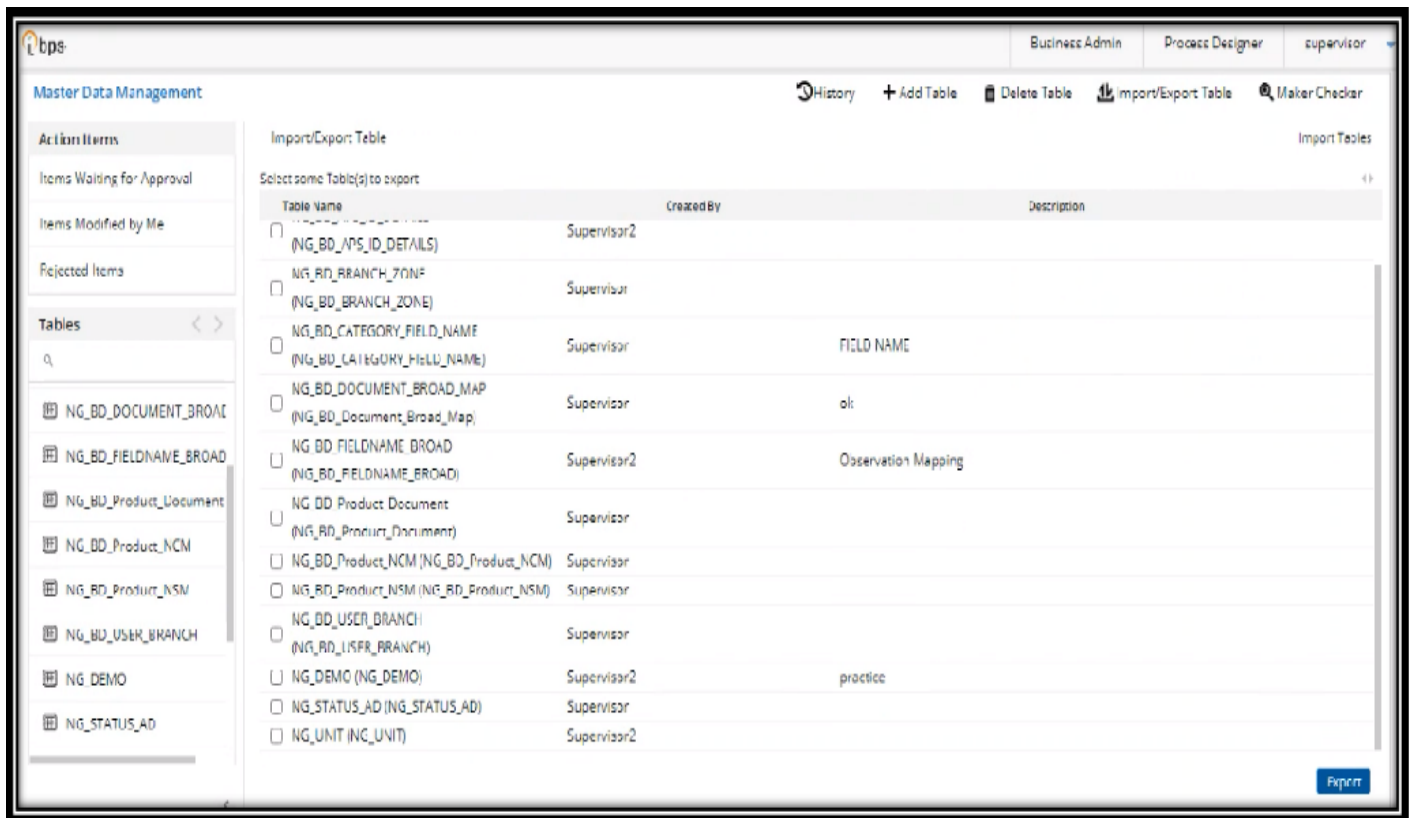 ibps
Business Admin
Process Designer
supervisor
Master Data Management
History
Add Table
Delete Table
Import/Export Table
Maker Checker
Action Items
Items Waiting for Approval
Items Modified by Me
Rejected Items
Tables
NG_BD_DOCUMENT_BROAD
NG_BD_FIELDNAME_BROAD
NG_BD_Product_Document
NG_BD_Product_NCM
NG_BD_Product_NSM
NG_BD_USER_BRANCH
NG_DEMO
NG_STATUS_AD
Import/Export Table
Import Tables
Select some Table(s) to export
Table Name Created By Description
(NG_BD_APS_ID_DETAILS) Supervisor2
NG_BD_BRANCH_ZONE
(NG_BD_BRANCH_ZONE) Supervisor
NG_BD_CATEGORY_FIELD_NAME
(NG_BD_CATEGORY_FIELD_NAME) Supervisor FIELD NAME
NG_BD_DOCUMENT_BROAD_MAP
(NG_BD_Document_Broad_Map) Supervisor ok
NG_BD_FIELDNAME_BROAD
(NG_BD_FIELDNAME_BROAD) Supervisor2 Observation Mapping
NG_BD_Product_Document
(NG_BD_Product_Document) Supervisor
NG_BD_Product_NCM (NG_BD_Product_NCM) Supervisor
NG_BD_Product_NSM (NG_BD_Product_NSM) Supervisor
NG_BD_USER_BRANCH
(NG_BD_USER_BRANCH) Supervisor
NG_DEMO (NG_DEMO) Supervisor2 practice
NG_STATUS_AD (NG_STATUS_AD) Supervisor
NG_UNIT (NG_UNIT) Supervisor2
Export